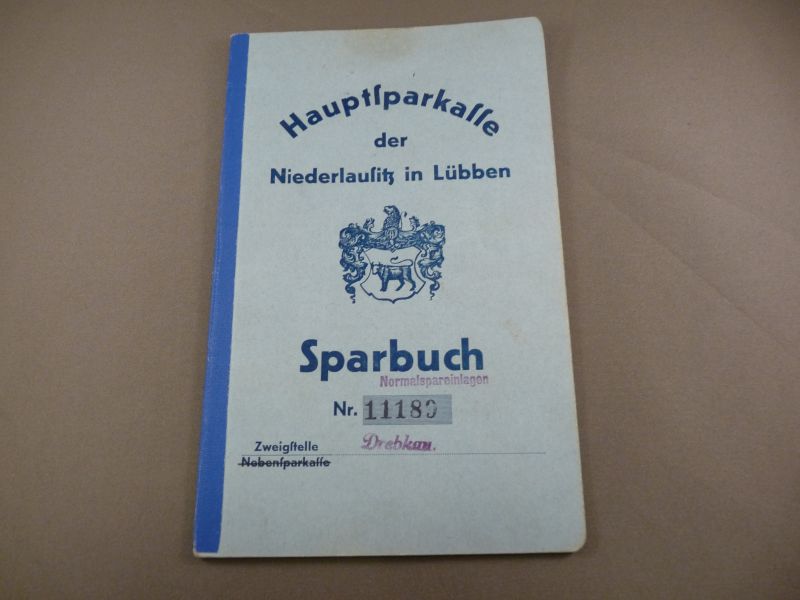 Hauptſparkaſſe
der
Niederlauſitz in Lübben
Sparbuch
Normalspareinlagen
Nr. 11189
Zweigſtelle Drebkau.
Nebenſparkaſſe